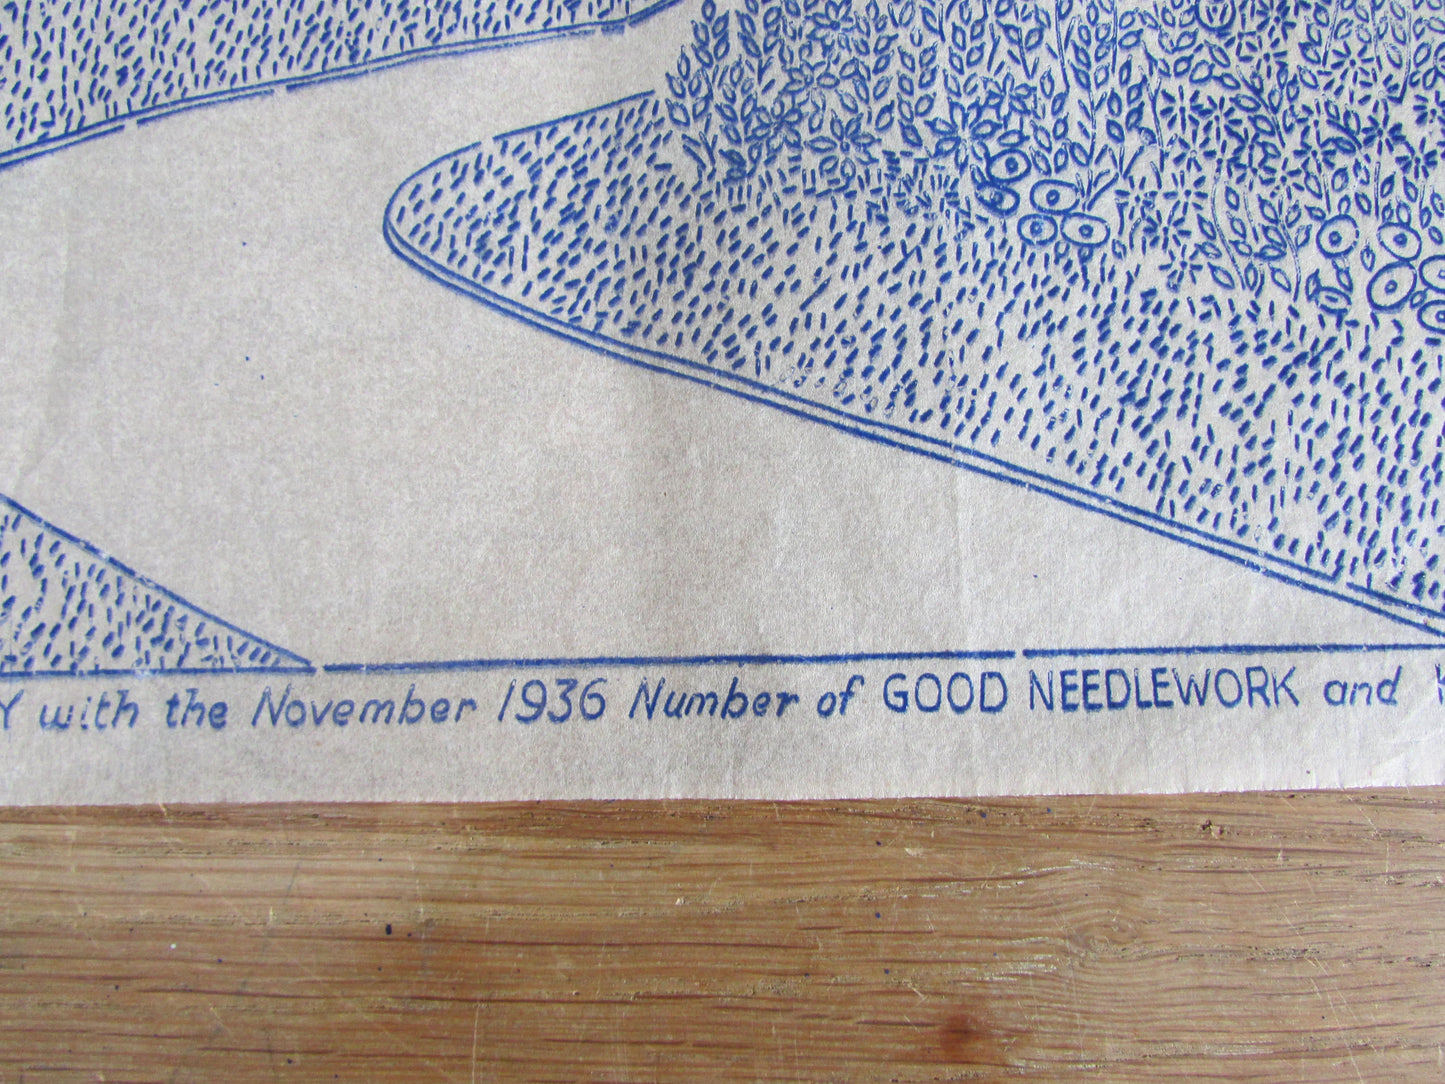 Y with the November 1936 Number of GOOD NEEDLEWORK and